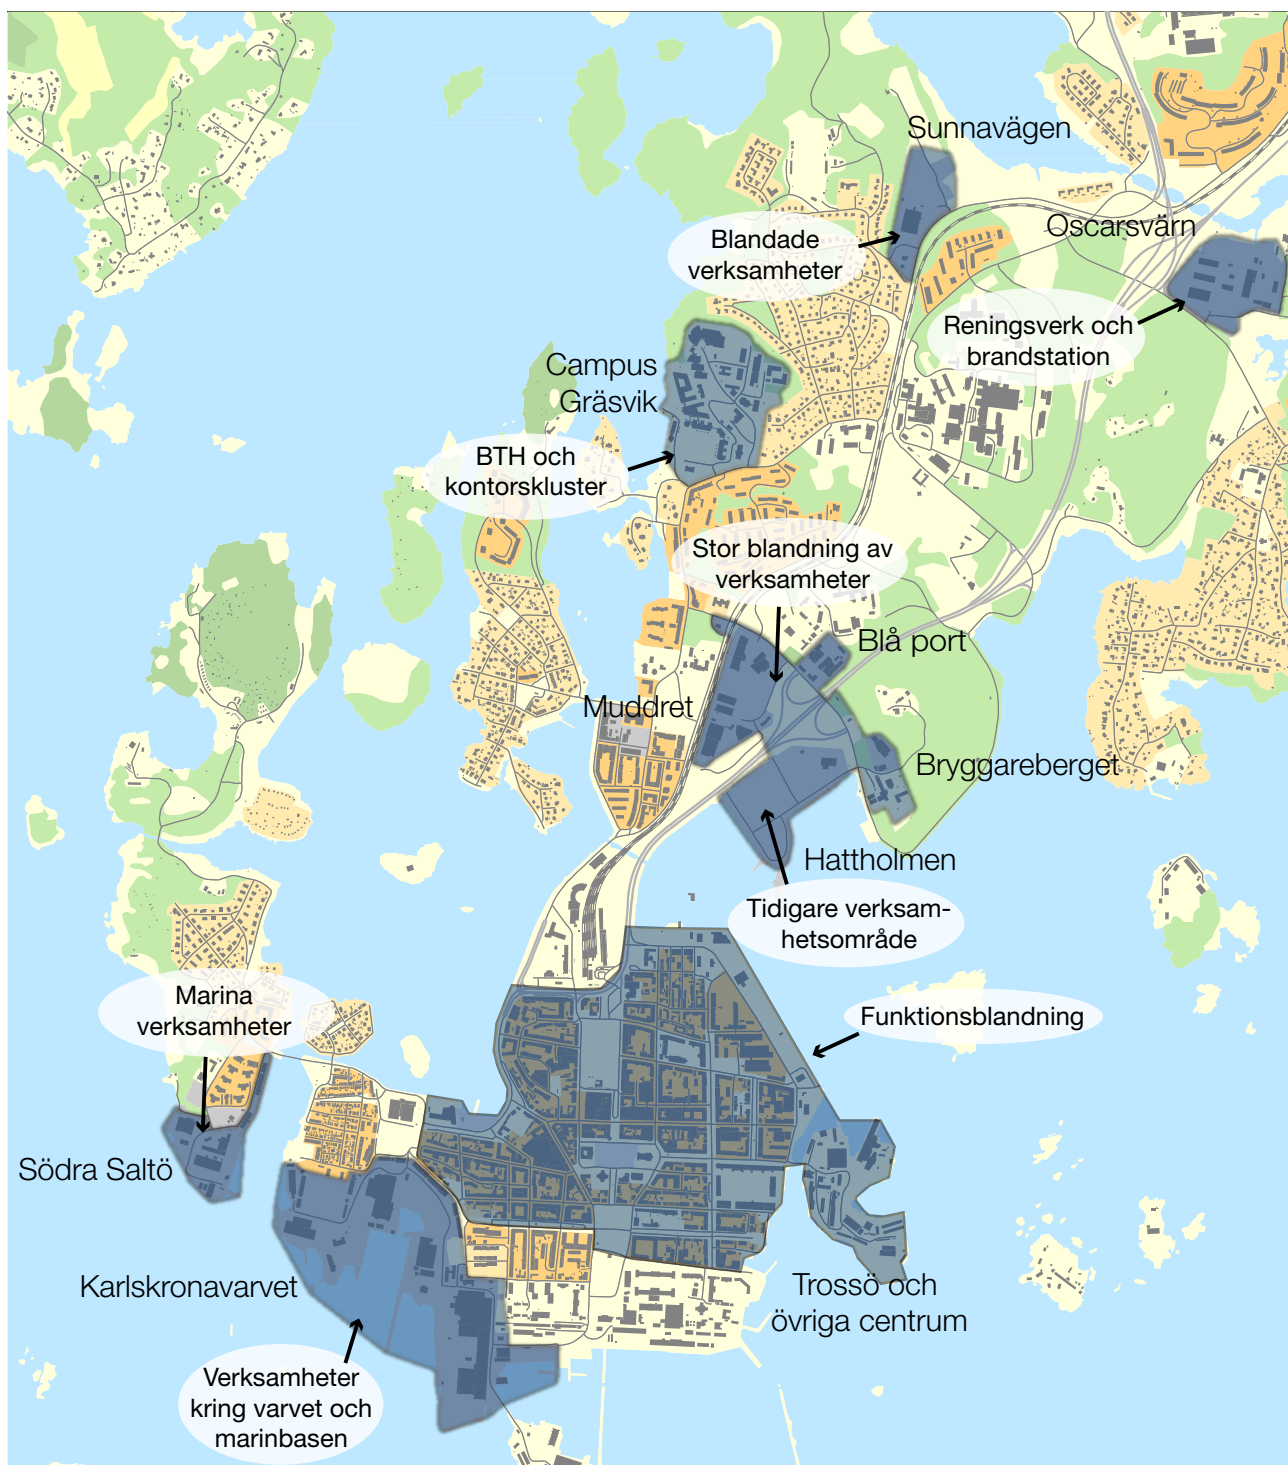 Sunnavägen
Blandade
verksamheter
Oscarsvärn
Reningsverk och
brandstation
Campus
Gräsvik
BTH och
kontorskluster
Stor blandning av
verksamheter
Blå port
Muddret
Bryggareberget
Hattholmen
Tidigare verksam-
hetsområde
Marina
verksamheter
Funktionsblandning
Södra Saltö
Karlskronavarvet
Trossö och
övriga centrum
Verksamheter
kring varvet och
marinbasen